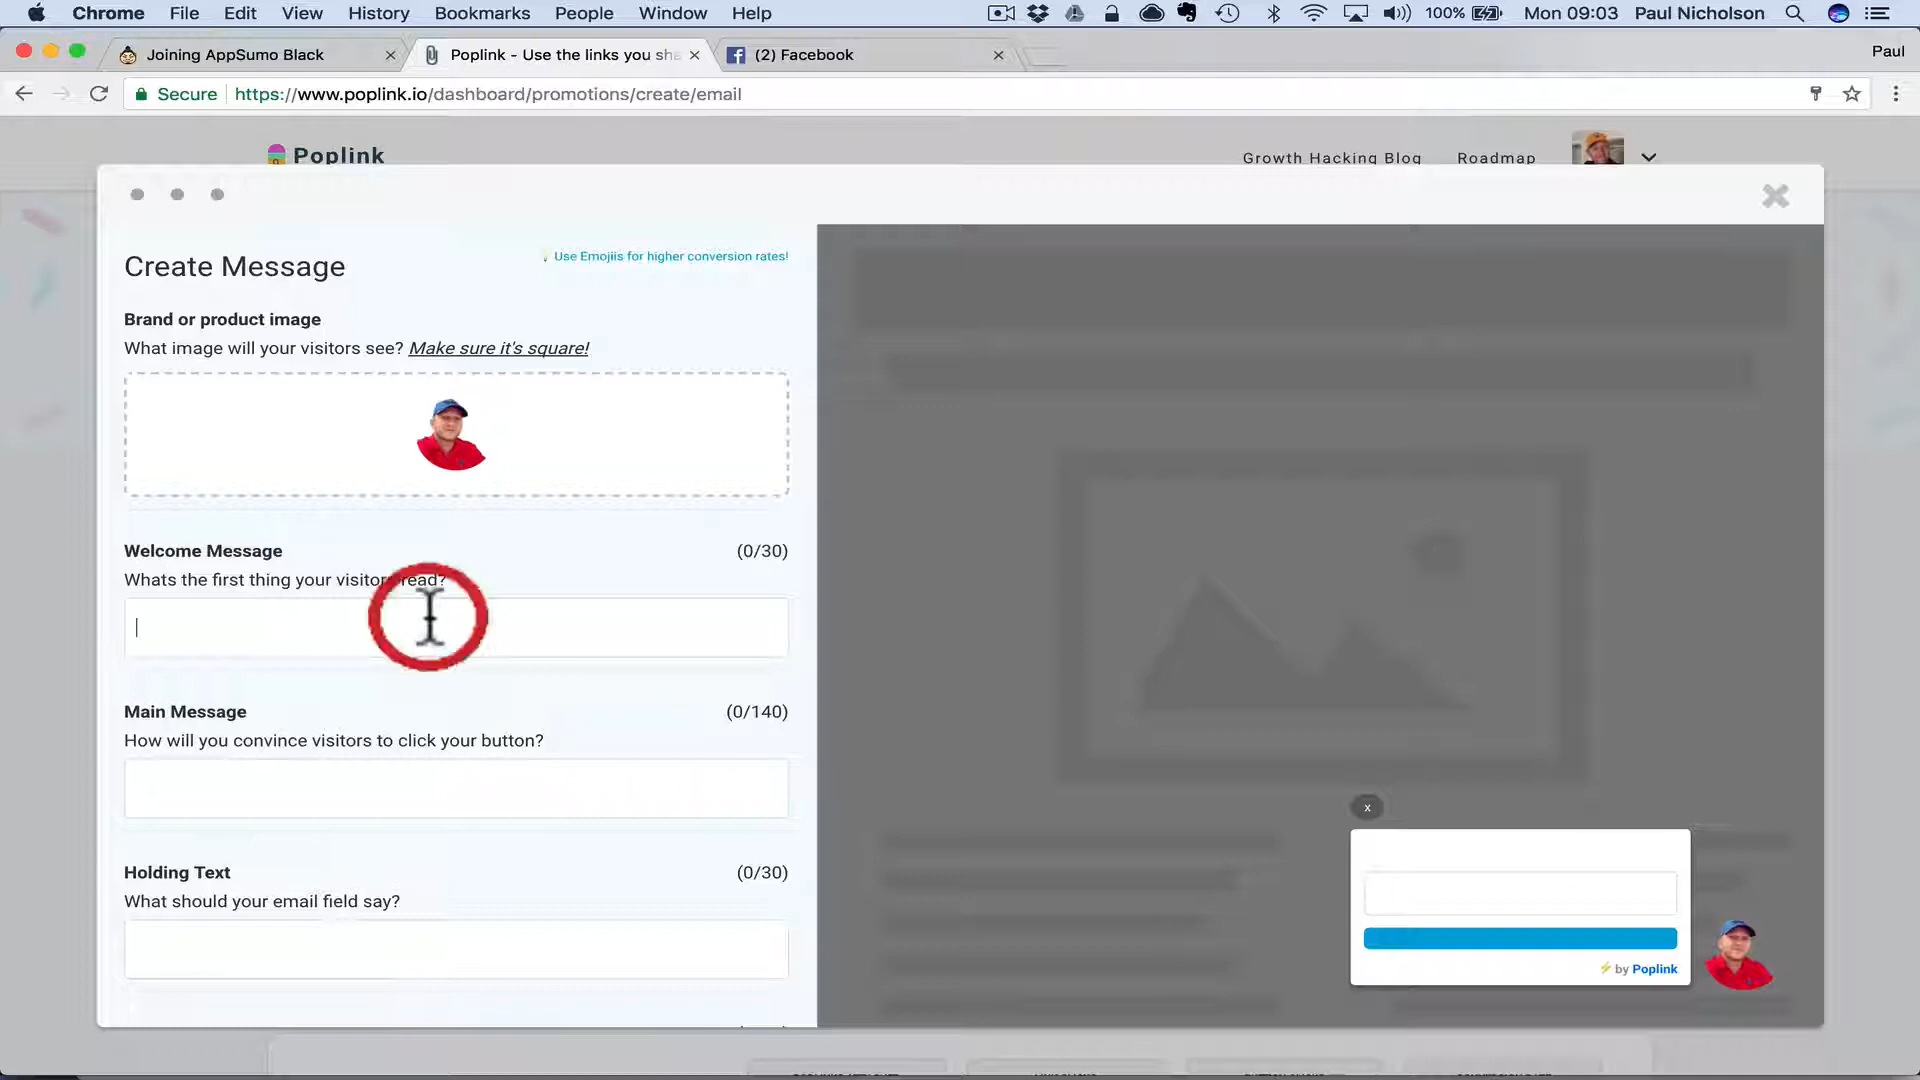 Chrome File Edit View History Bookmarks People Window Help 100% Mon 09:03 Paul Nicholson
Joining AppSumo Black
Poplink - Use the links you sha
(2) Facebook
Paul
Secure https://www.poplink.io/dashboard/promotions/create/email
Poplink
Growth Hacking Blog Roadmap
Create Message
Use Emojiis for higher conversion rates!
Brand or product image
What image will your visitors see? Make sure it's square!
Welcome Message (0/30)
Whats the first thing your visitors read?
Main Message (0/140)
How will you convince visitors to click your button?
Holding Text (0/30)
What should your email field say?
x
by Poplink